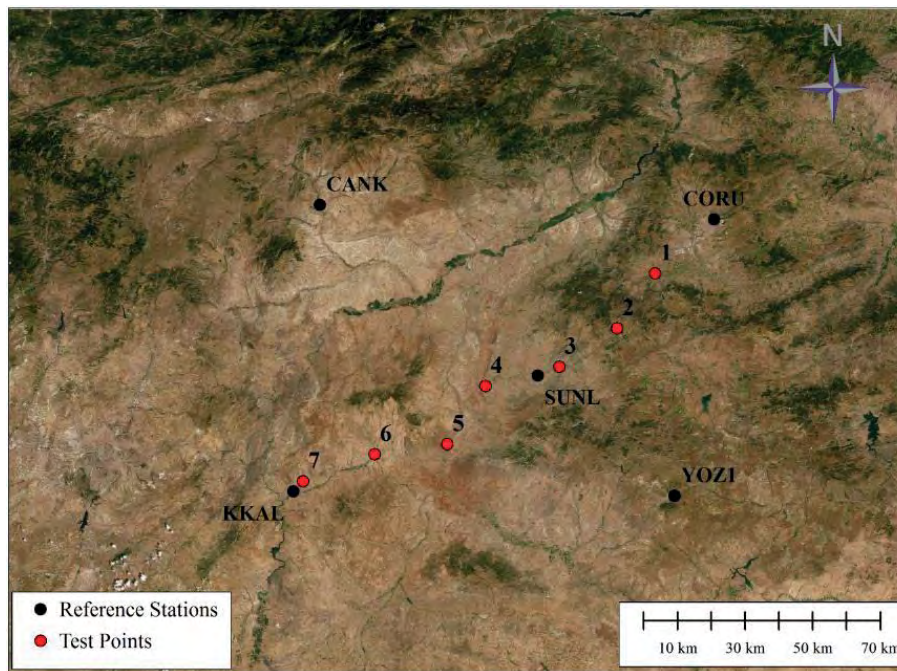 N
CANK
CORU
1
2
3
4
SUNL
5
6
7
YOZ1
KKAL
Reference Stations
Test Points
10 km 30 km 50 km 70 km